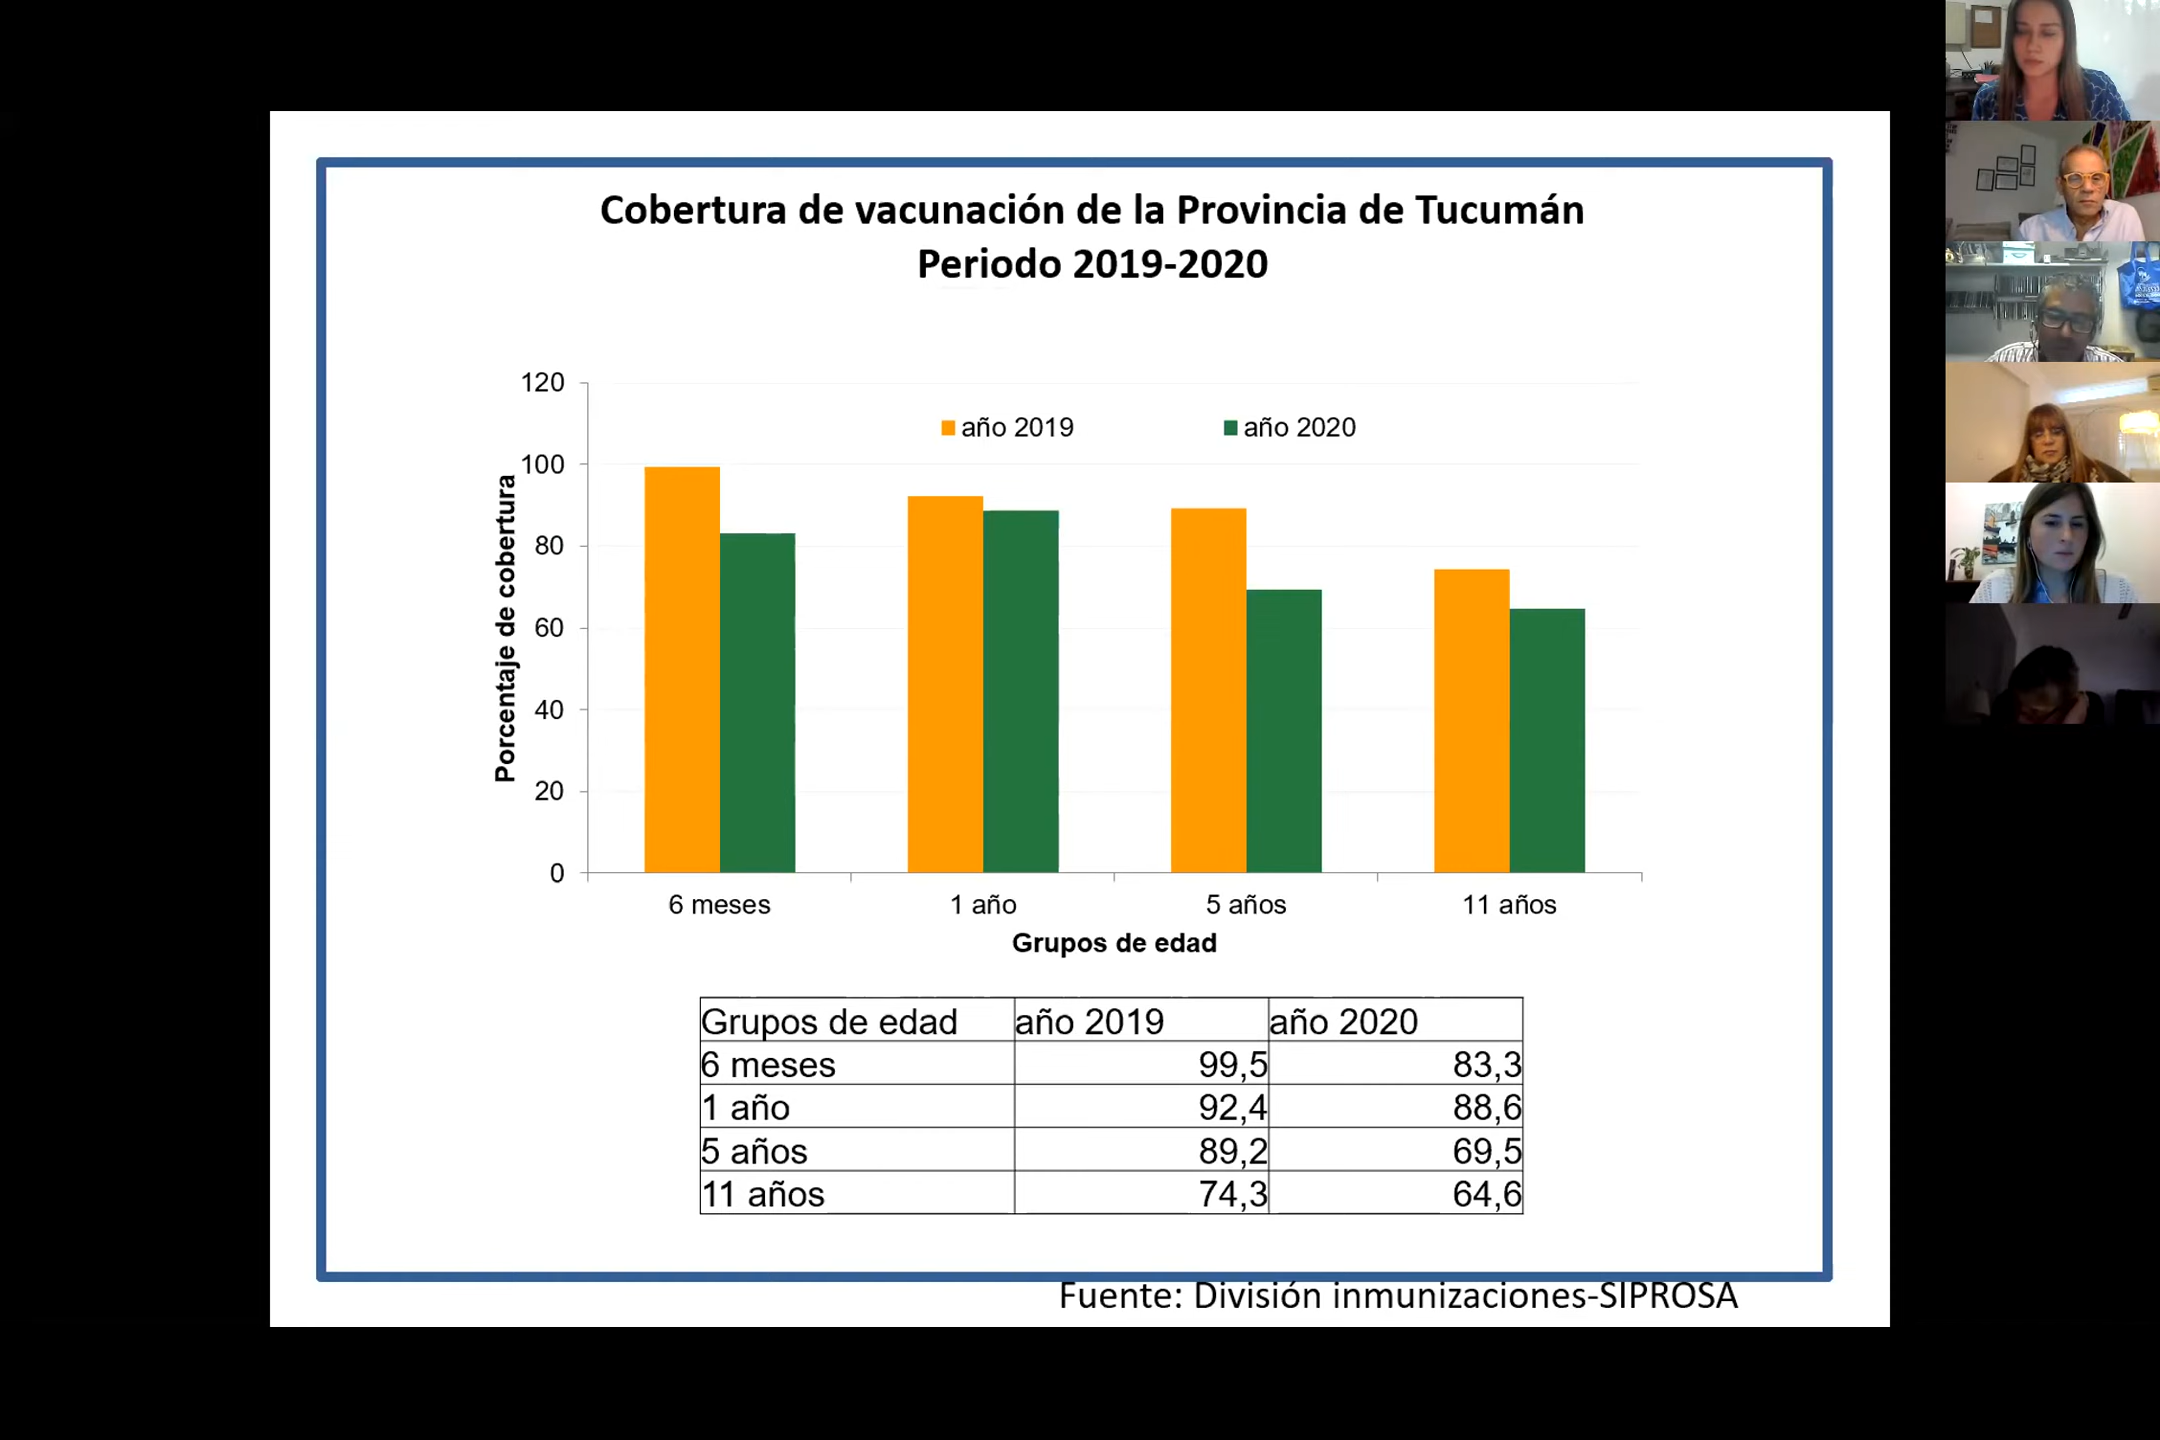 Cobertura de vacunación de la Provincia de Tucumán
Periodo 2019-2020
120
100
80
60
40
20
0
Porcentaje de cobertura
año 2019 año 2020
6 meses 1 año 5 años 11 años
Grupos de edad
Grupos de edad año 2019 año 2020
6 meses 99,5 83,3
1 año 92,4 88,6
5 años 89,2 69,5
11 años 74,3 64,6
Fuente: División inmunizaciones-SIPROSA